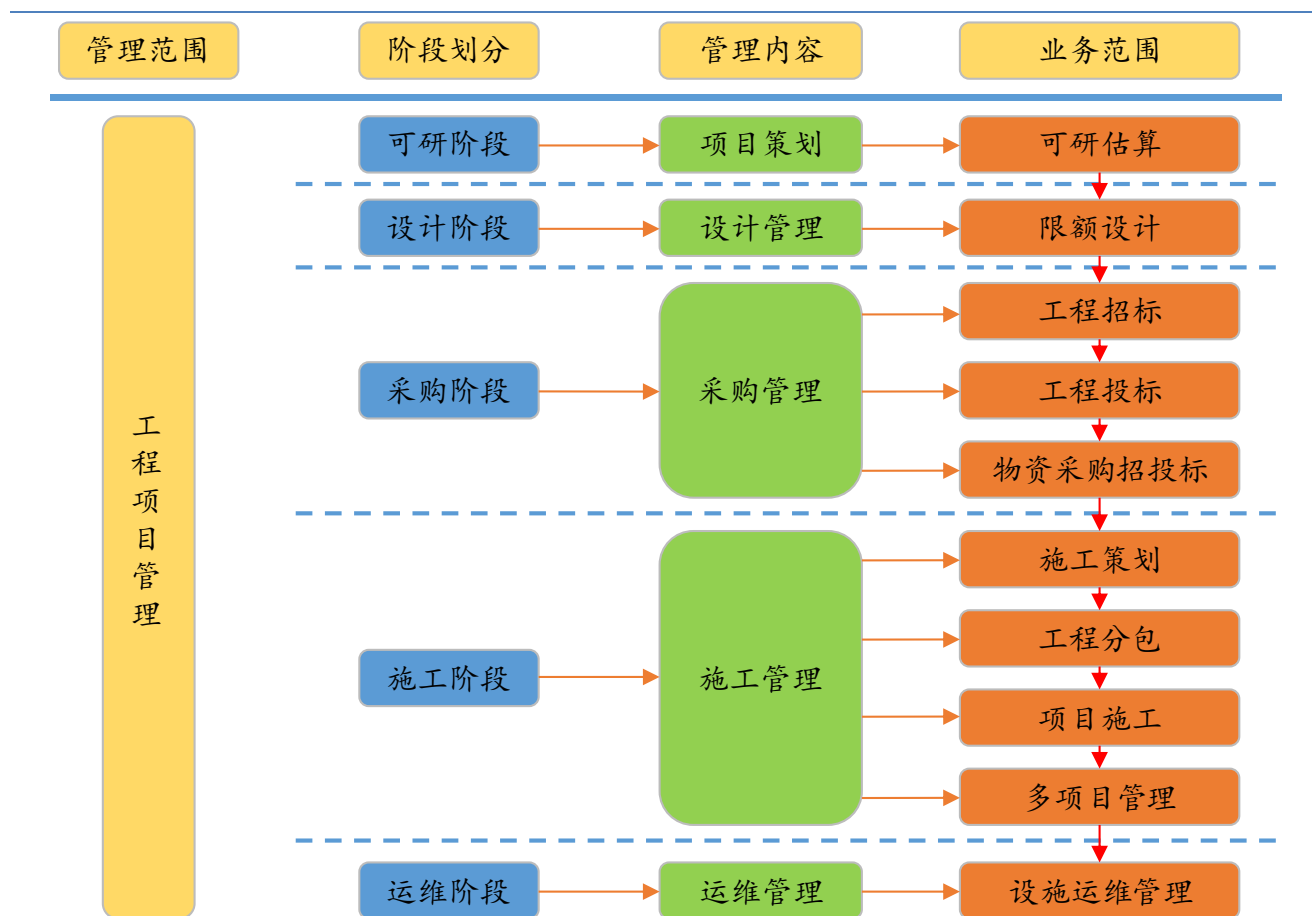 管理范围
阶段划分
管理内容
业务范围
工程项目管理
可研阶段
项目策划
可研估算
设计阶段
设计管理
限额设计
采购阶段
采购管理
工程招标
工程投标
物资采购招投标
施工阶段
施工管理
施工策划
工程分包
项目施工
多项目管理
运维阶段
运维管理
设施运维管理